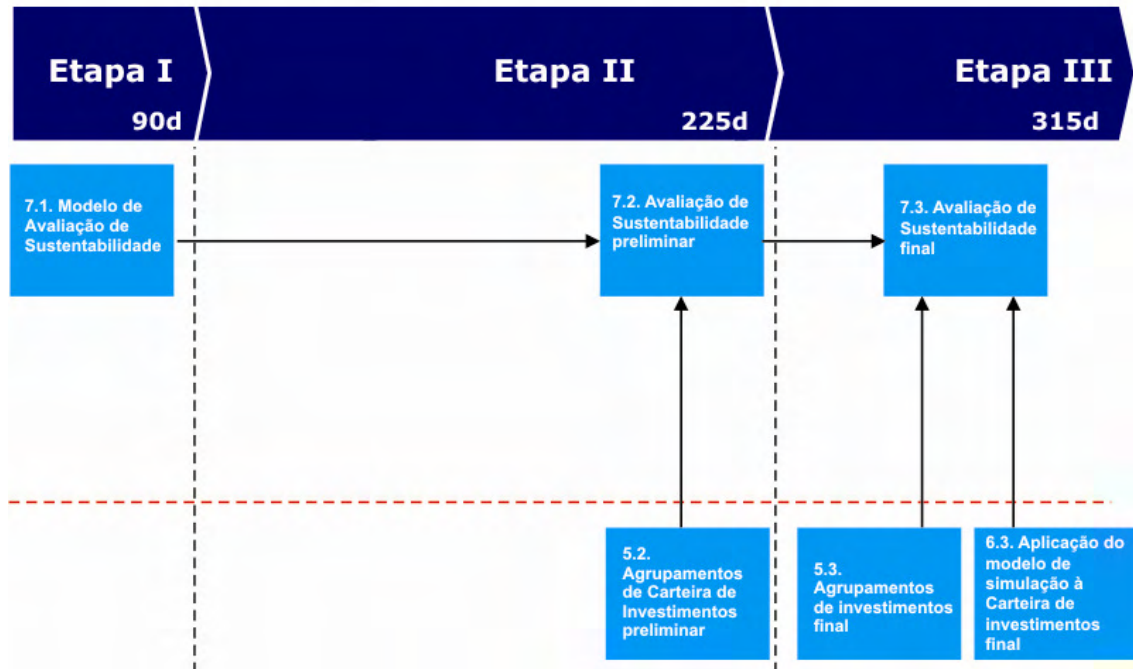 Etapa I
Etapa II
Etapa III
90d
225d
315d
7.1. Modelo de
Avaliação de
Sustentabilidade
7.2. Avaliação de
Sustentabilidade
preliminar
7.3. Avaliação de
Sustentabilidade
final
5.2.
Agrupamentos
de Carteira de
Investimentos
preliminar
5.3.
Agrupamentos
de investimentos
final
6.3. Aplicação do
modelo de
simulação à
Carteira de
investimentos
final